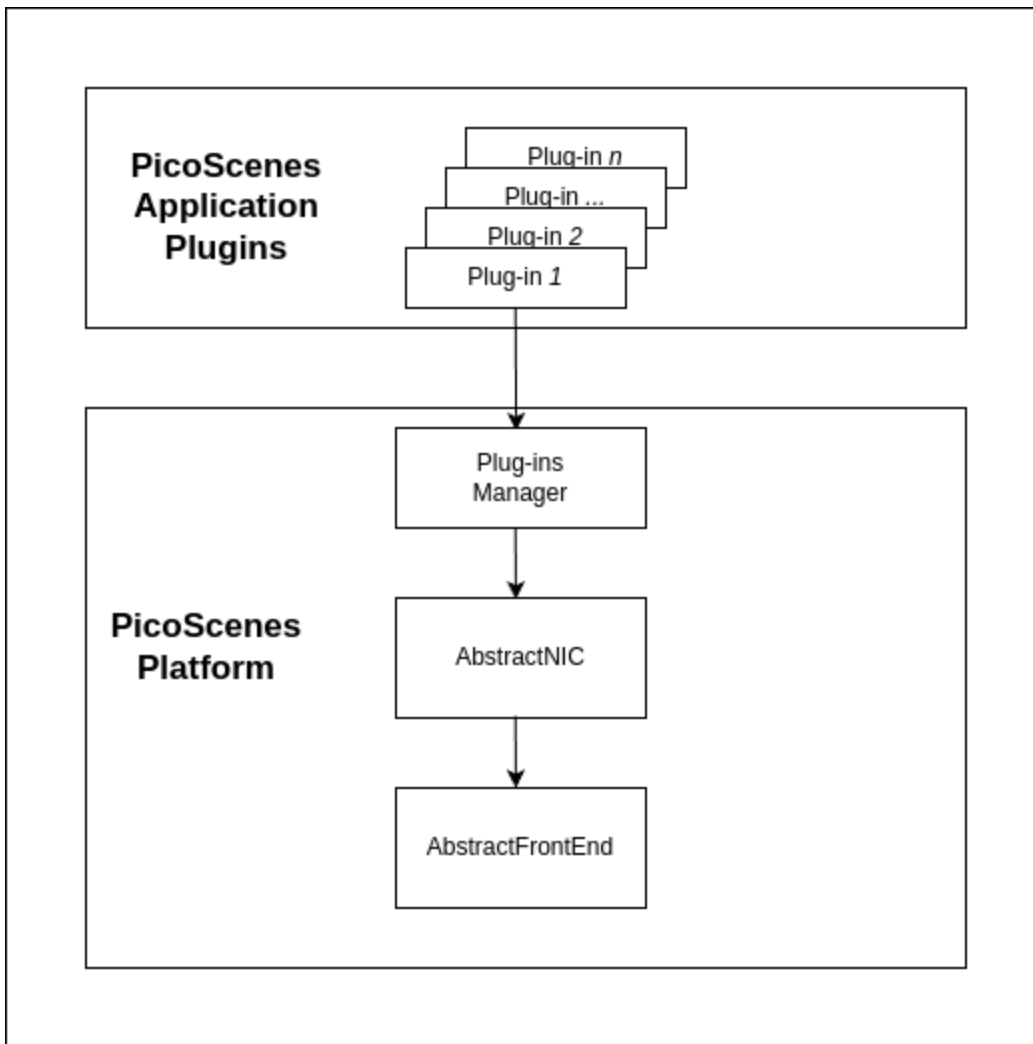 PicoScenes
Application
Plugins
Plug-in n
Plug-in ...
Plug-in 2
Plug-in 1
Plug-ins
Manager
PicoScenes
Platform
AbstractNIC
AbstractFrontEnd